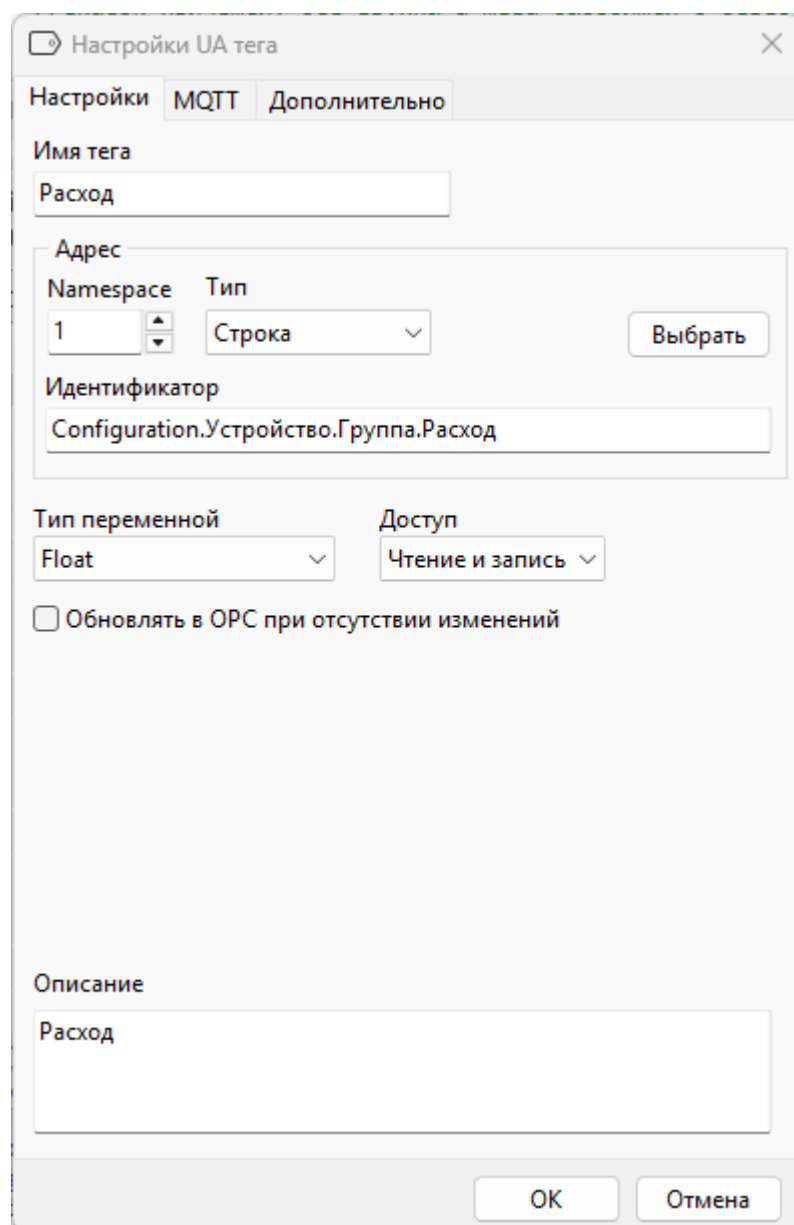 Настройки UA тега
Настройки MQTT Дополнительно
Имя тега
Расход
Адрес
Namespace Тип
1 Строка Выбрать
Идентификатор
Configuration.Устройство.Группа.Расход
Тип переменной Доступ
Float Чтение и запись
Обновлять в OPC при отсутствии изменений
Описание
Расход
OK Отмена